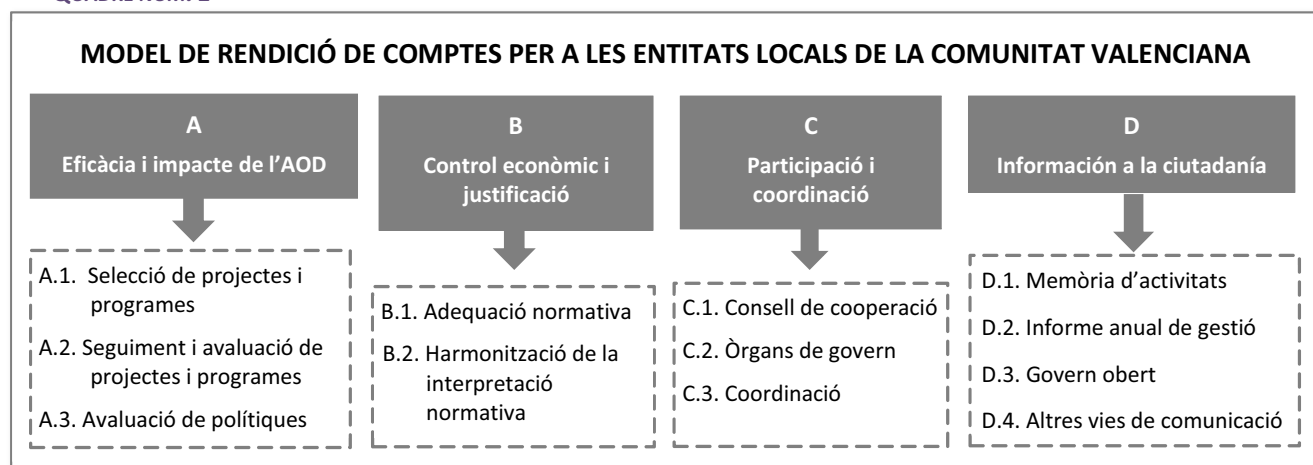 MODEL DE RENDICIÓ DE COMPTES PER A LES ENTITATS LOCALS DE LA COMUNITAT VALENCIANA
A
Eficàcia i impacte de l'AOD
A.1. Selecció de projectes i
programes
A.2. Seguiment i avaluació de
projectes i programes
A.3. Avaluació de polítiques
B
Control econòmic i
justificació
B.1. Adequació normativa
B.2. Harmonització de la
interpretació
normativa
C
Participació i
coordinació
C.1. Consell de cooperació
C.2. Òrgans de govern
C.3. Coordinació
D
Información a la ciutadanía
D.1. Memòria d'activitats
D.2. Informe anual de gestió
D.3. Govern obert
D.4. Altres vies de comunicació